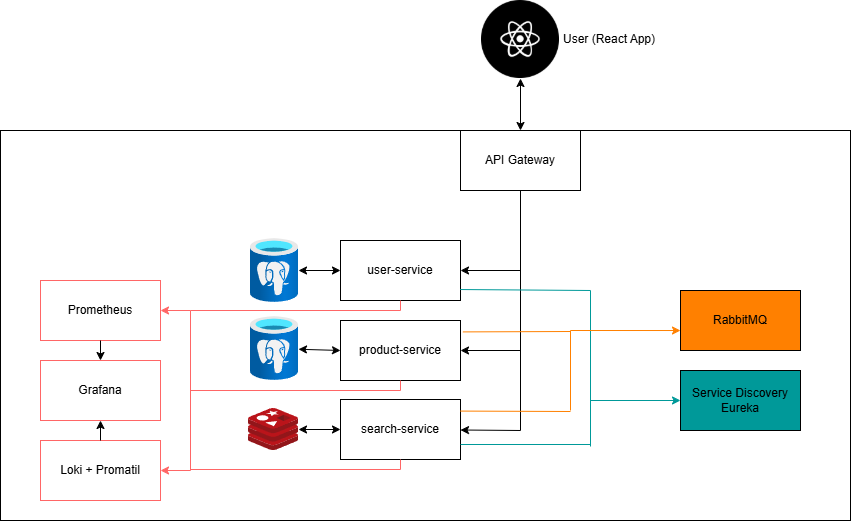 User (React App)
API Gateway
user-service
Prometheus
RabbitMQ
product-service
Grafana
Service Discovery
Eureka
search-service
Loki + Promatil